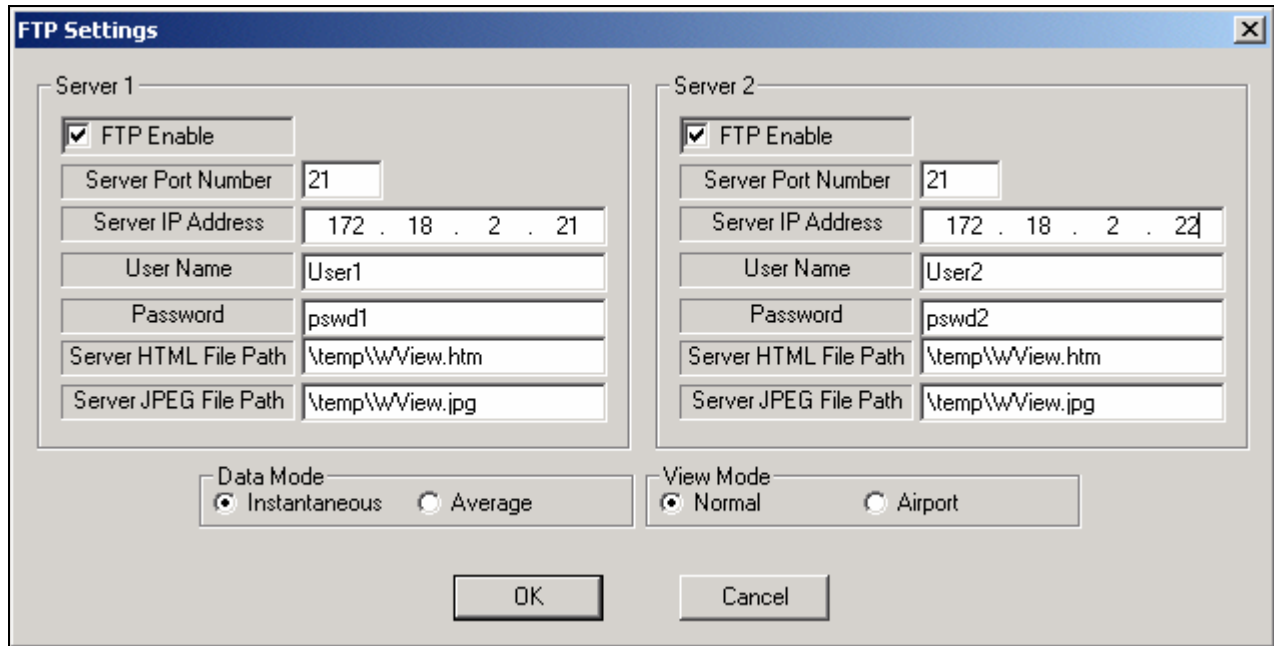 FTP Settings
Server 1
FTP Enable
Server Port Number 21
Server IP Address 172 . 18 . 2 . 21
User Name User1
Password pswd1
Server HTML File Path \temp\WView.htm
Server JPEG File Path \temp\WView.jpg
Server 2
FTP Enable
Server Port Number 21
Server IP Address 172 . 18 . 2 . 22
User Name User2
Password pswd2
Server HTML File Path \temp\WView.htm
Server JPEG File Path \temp\WView.jpg
Data Mode
Instantaneous Average
View Mode
Normal Airport
OK Cancel